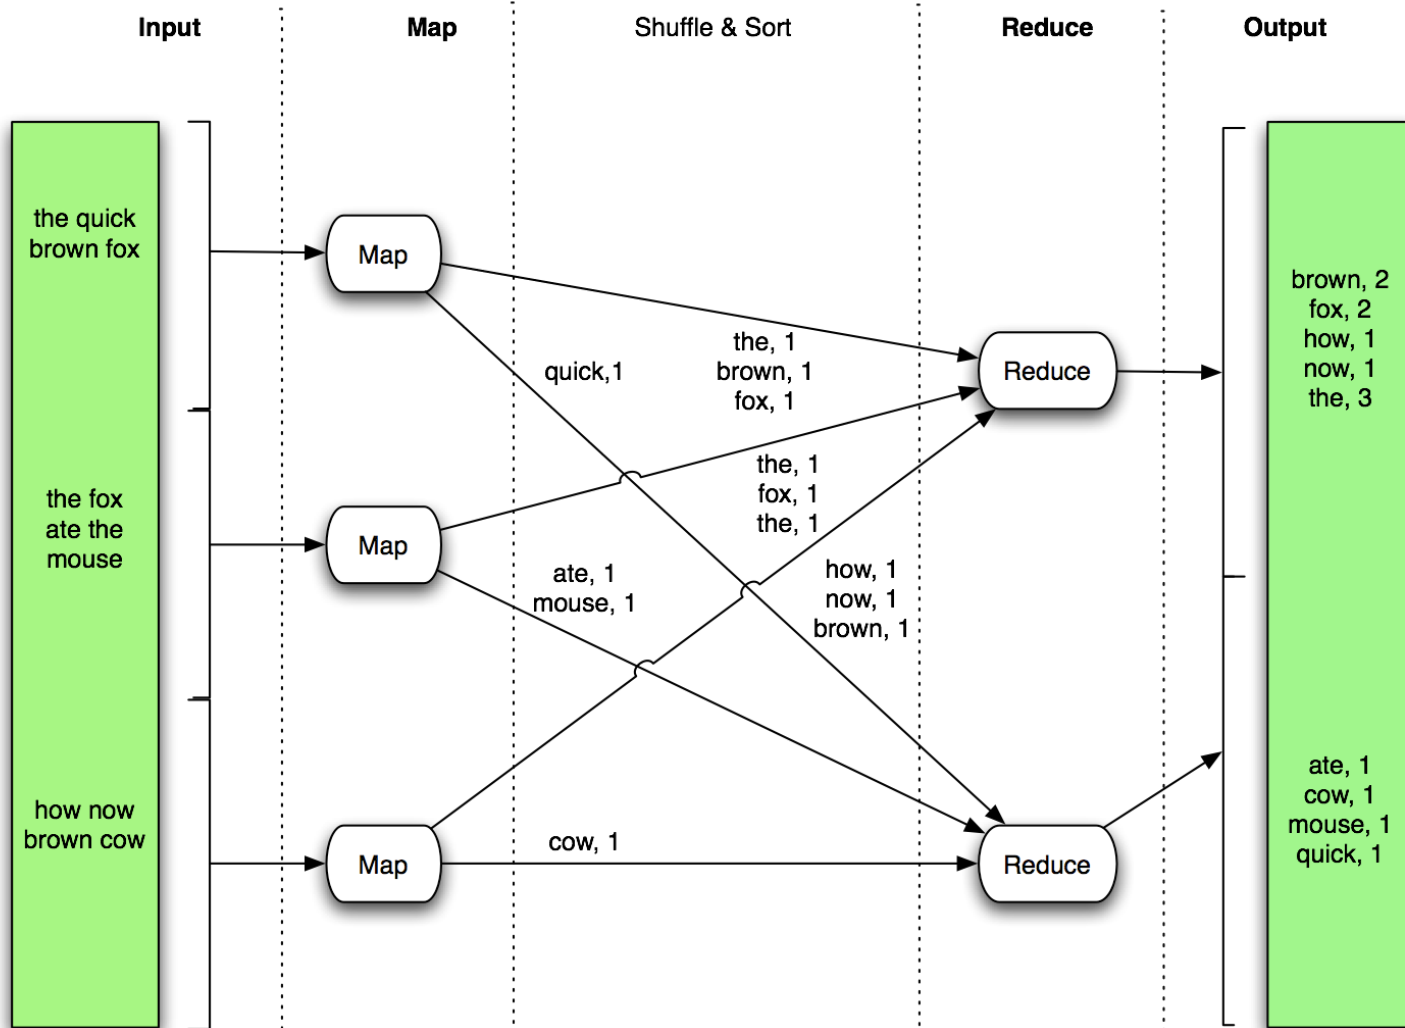 Input
Map
Shuffle & Sort
Reduce
Output
the quick
brown fox
the fox
ate the
mouse
how now
brown cow
Map
Map
Map
quick,1
the, 1
brown, 1
fox, 1
the, 1
fox, 1
the, 1
ate, 1
mouse, 1
how, 1
now, 1
brown, 1
cow, 1
Reduce
Reduce
brown, 2
fox, 2
how, 1
now, 1
the, 3
ate, 1
cow, 1
mouse, 1
quick, 1